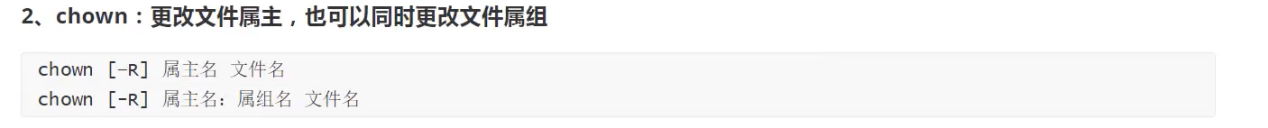 2、chown：更改文件属主，也可以同时更改文件属组
chown [–R] 属主名 文件名
chown [-R] 属主名：属组名 文件名